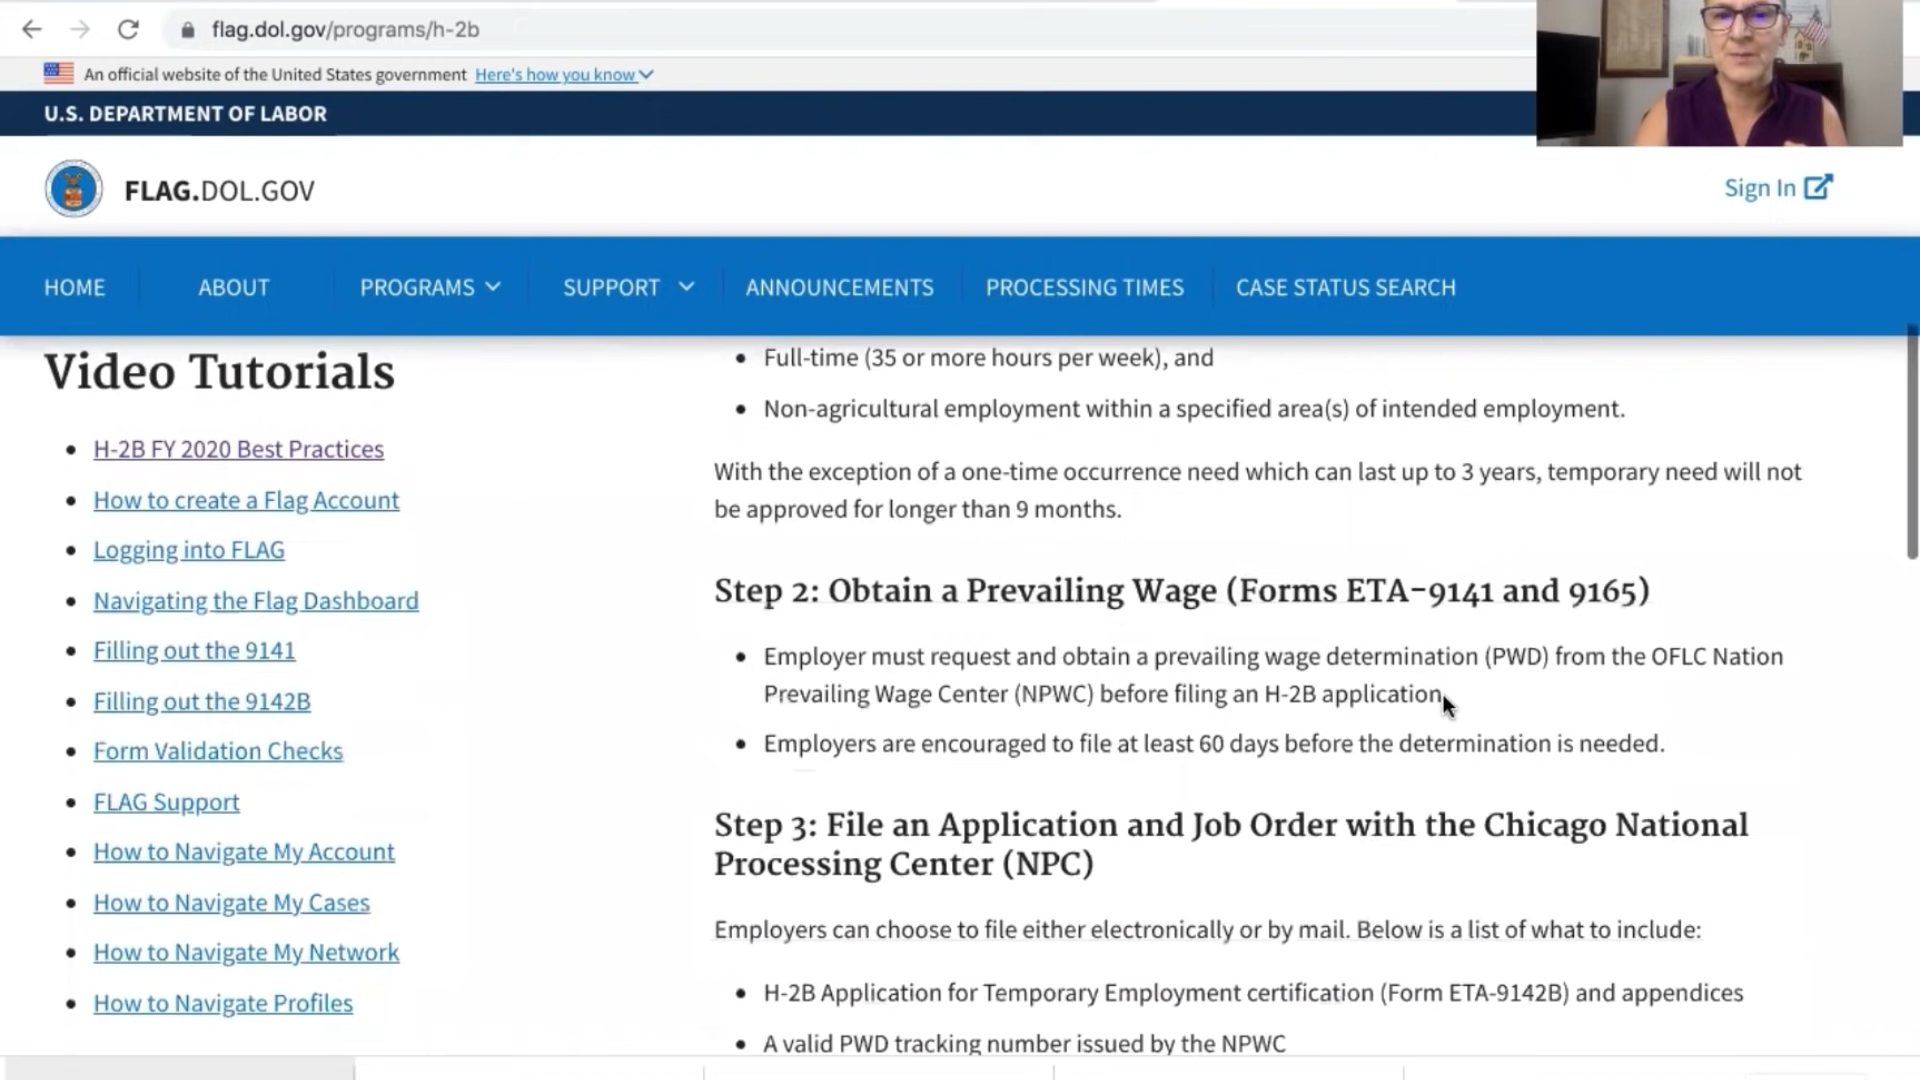 flag.dol.gov/programs/h-2b
An official website of the United States government Here's how you know
U.S. DEPARTMENT OF LABOR
FLAG.DOL.GOV
Sign In
HOME ABOUT PROGRAMS SUPPORT ANNOUNCEMENTS PROCESSING TIMES CASE STATUS SEARCH
Video Tutorials
• H-2B FY 2020 Best Practices
• How to create a Flag Account
• Logging into FLAG
• Navigating the Flag Dashboard
• Filling out the 9141
• Filling out the 9142B
• Form Validation Checks
• FLAG Support
• How to Navigate My Account
• How to Navigate My Cases
• How to Navigate My Network
• How to Navigate Profiles
• Full-time (35 or more hours per week), and
• Non-agricultural employment within a specified area(s) of intended employment.
With the exception of a one-time occurrence need which can last up to 3 years, temporary need will not
be approved for longer than 9 months.
Step 2: Obtain a Prevailing Wage (Forms ETA-9141 and 9165)
• Employer must request and obtain a prevailing wage determination (PWD) from the OFLC Nation
Prevailing Wage Center (NPWC) before filing an H-2B application.
• Employers are encouraged to file at least 60 days before the determination is needed.
Step 3: File an Application and Job Order with the Chicago National
Processing Center (NPC)
Employers can choose to file either electronically or by mail. Below is a list of what to include:
• H-2B Application for Temporary Employment certification (Form ETA-9142B) and appendices
• A valid PWD tracking number issued by the NPWC